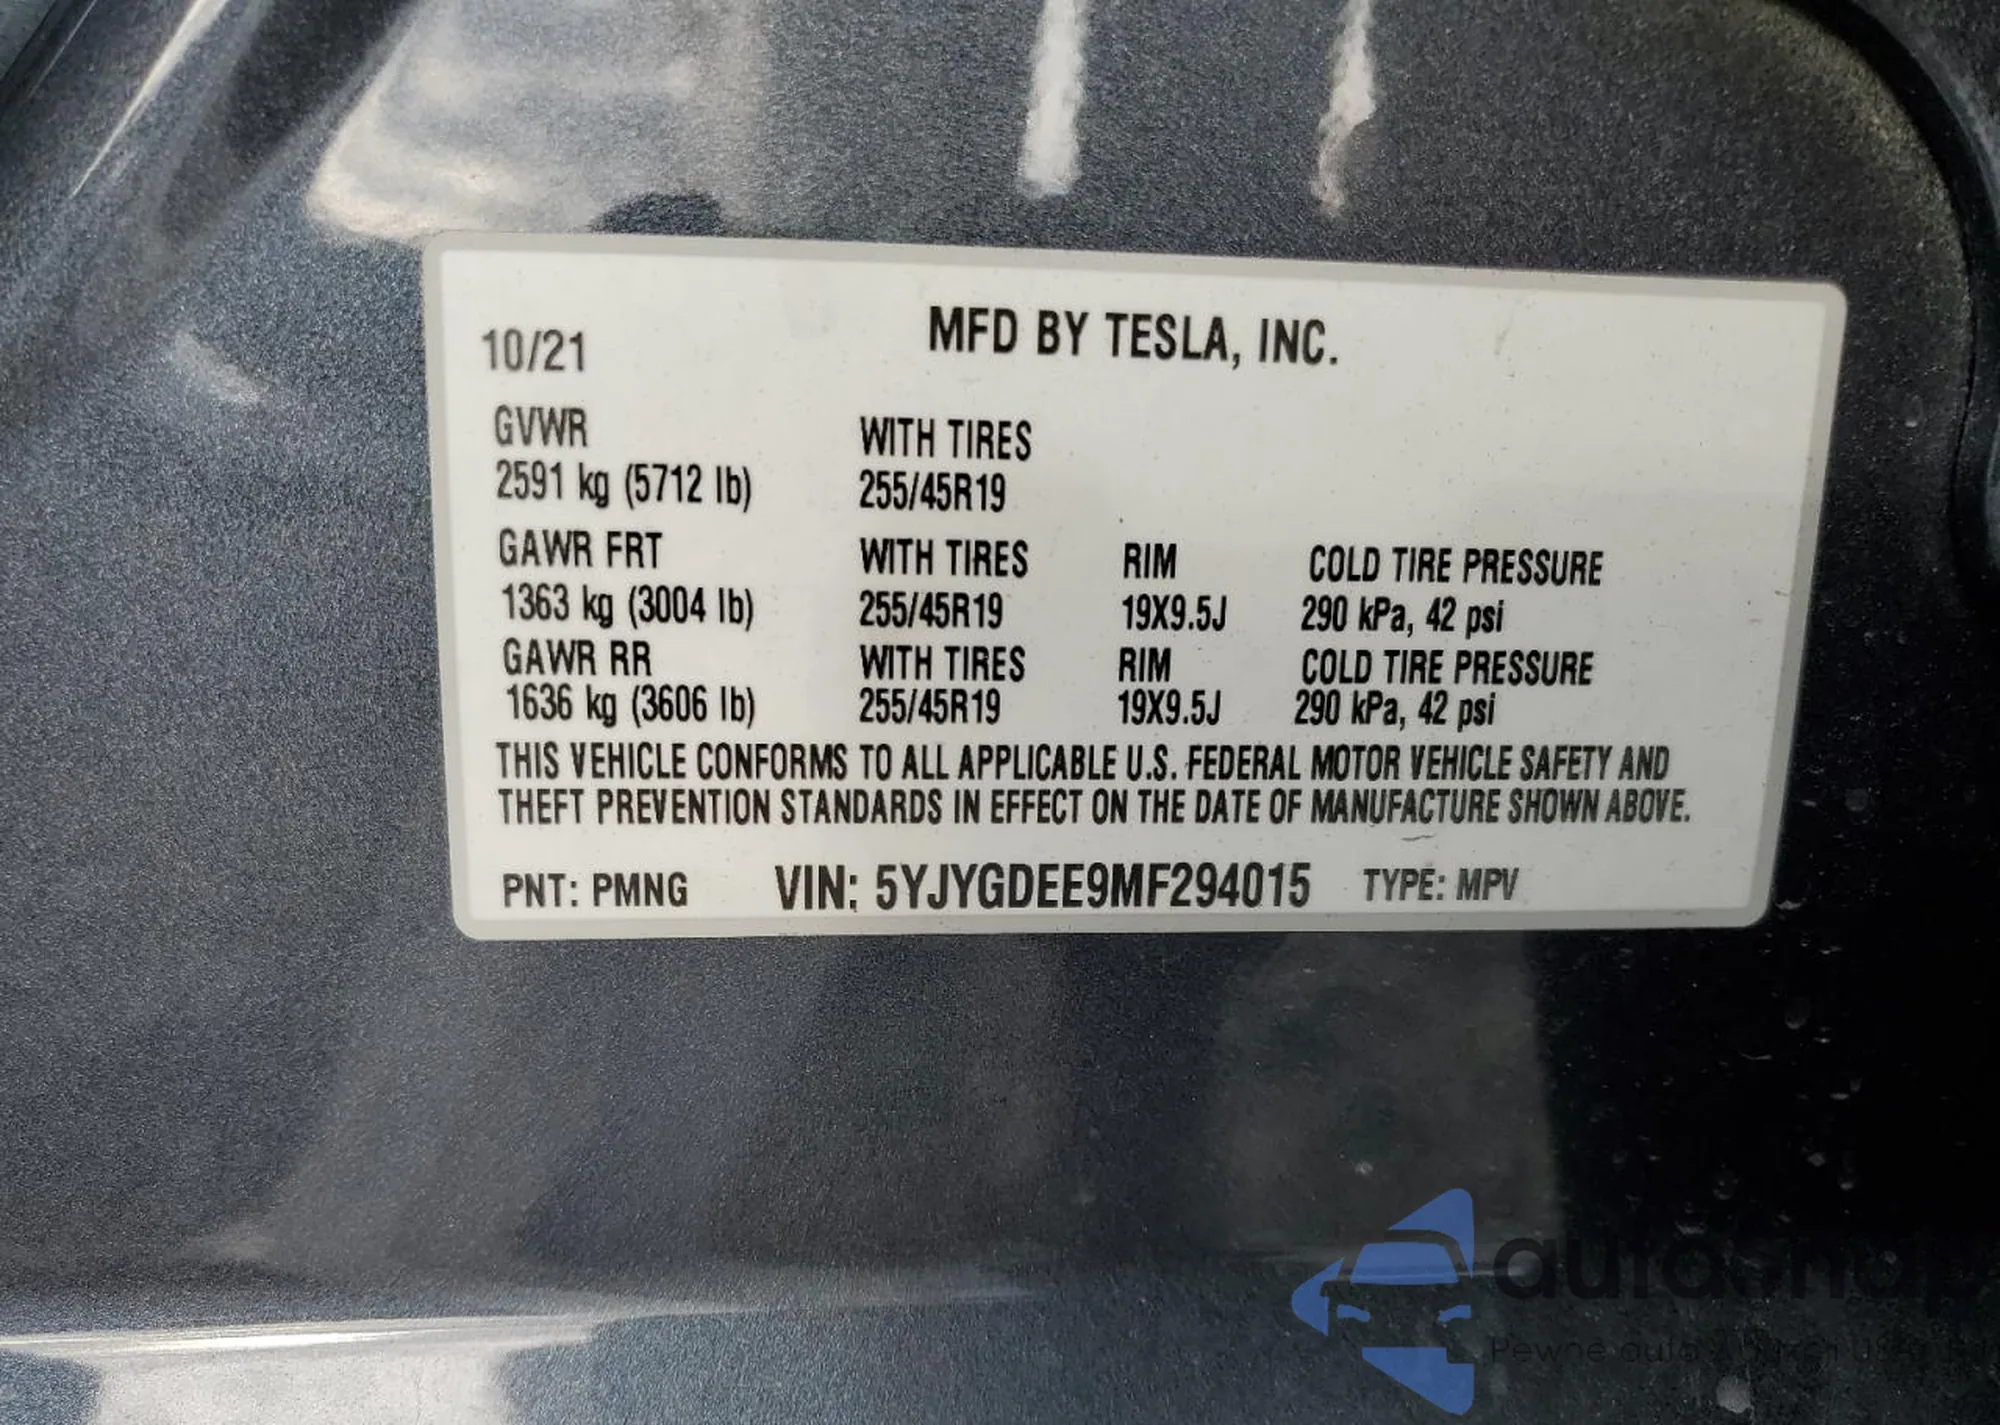 10/21 MFD BY TESLA, INC.
GVWR WITH TIRES
2591 kg (5712 lb) 255/45R19
GAWR FRT WITH TIRES RIM COLD TIRE PRESSURE
1363 kg (3004 lb) 255/45R19 19X9.5J 290 kPa, 42 psi
GAWR RR WITH TIRES RIM COLD TIRE PRESSURE
1636 kg (3606 lb) 255/45R19 19X9.5J 290 kPa, 42 psi
THIS VEHICLE CONFORMS TO ALL APPLICABLE U.S. FEDERAL MOTOR VEHICLE SAFETY AND
THEFT PREVENTION STANDARDS IN EFFECT ON THE DATE OF MANUFACTURE SHOWN ABOVE.
PNT: PMNG VIN: 5YJYGDEE9MF294015 TYPE: MPV
autosnap
Pewne auto z